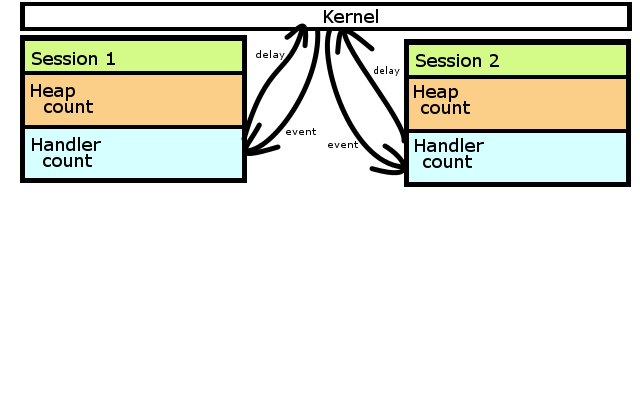 Kernel
Session 1
Heap
count
Handler
count
delay
event
event
delay
Session 2
Heap
count
Handler
count